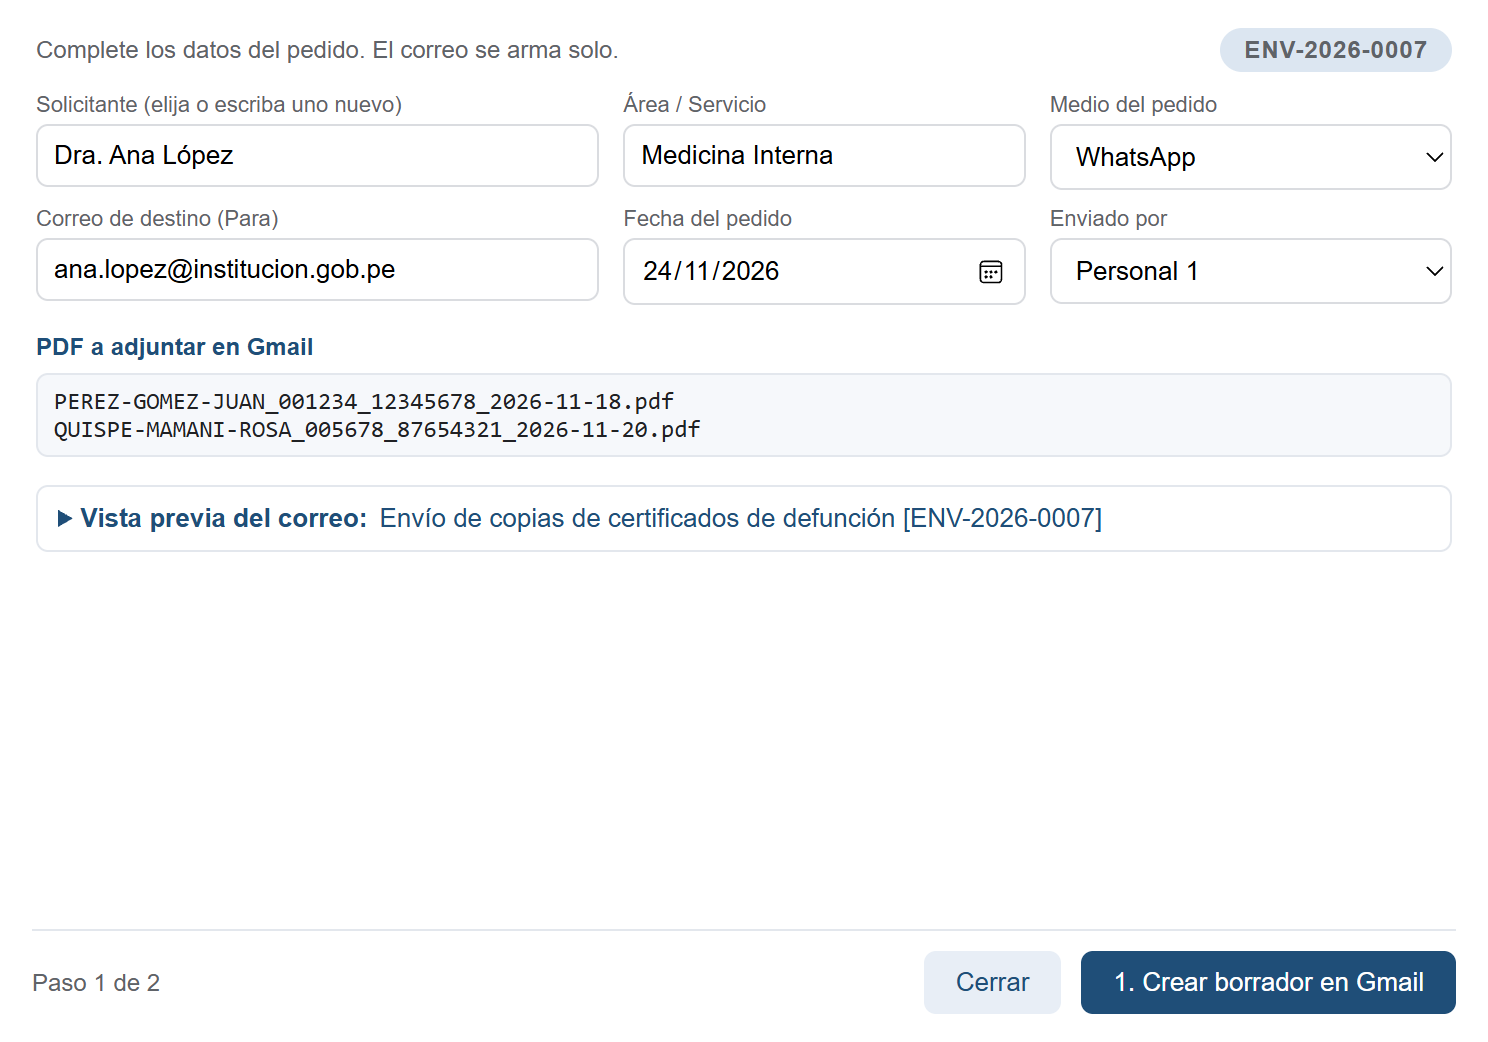 Complete los datos del pedido. El correo se arma solo.
ENV-2026-0007
Solicitante (elija o escriba uno nuevo)
Área / Servicio
Medio del pedido
Dra. Ana López
Medicina Interna
WhatsApp
Correo de destino (Para)
Fecha del pedido
Enviado por
ana.lopez@institucion.gob.pe
24/11/2026
Personal 1
PDF a adjuntar en Gmail
PEREZ-GOMEZ-JUAN_001234_12345678_2026-11-18.pdf
QUISPE-MAMANI-ROSA_005678_87654321_2026-11-20.pdf
Vista previa del correo: Envío de copias de certificados de defunción [ENV-2026-0007]
Paso 1 de 2
Cerrar
1. Crear borrador en Gmail